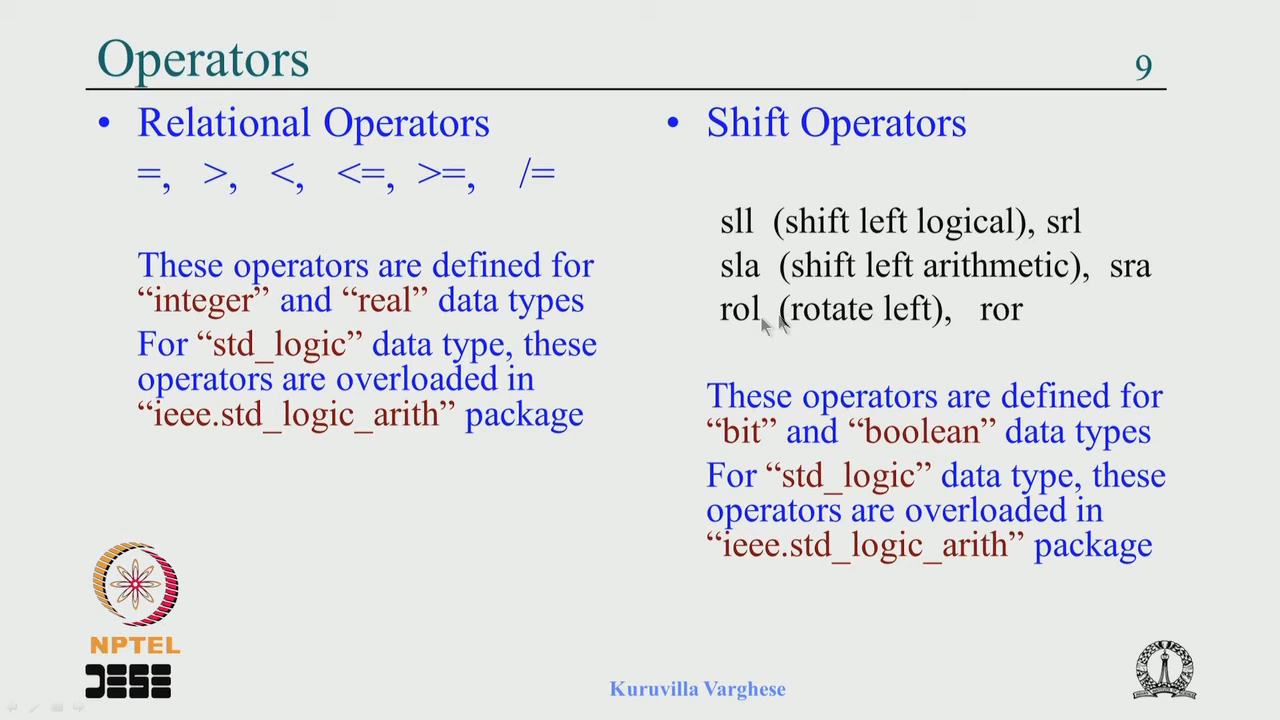 Operators
9
• Relational Operators
=, >, <, <=, >=, /=
These operators are defined for
“integer” and “real” data types
For “std_logic” data type, these
operators are overloaded in
“ieee.std_logic_arith” package
• Shift Operators
sll (shift left logical), srl
sla (shift left arithmetic), sra
rol (rotate left), ror
These operators are defined for
“bit” and “boolean” data types
For “std_logic” data type, these
operators are overloaded in
“ieee.std_logic_arith” package
NPTEL
DESE
Kuruvilla Varghese